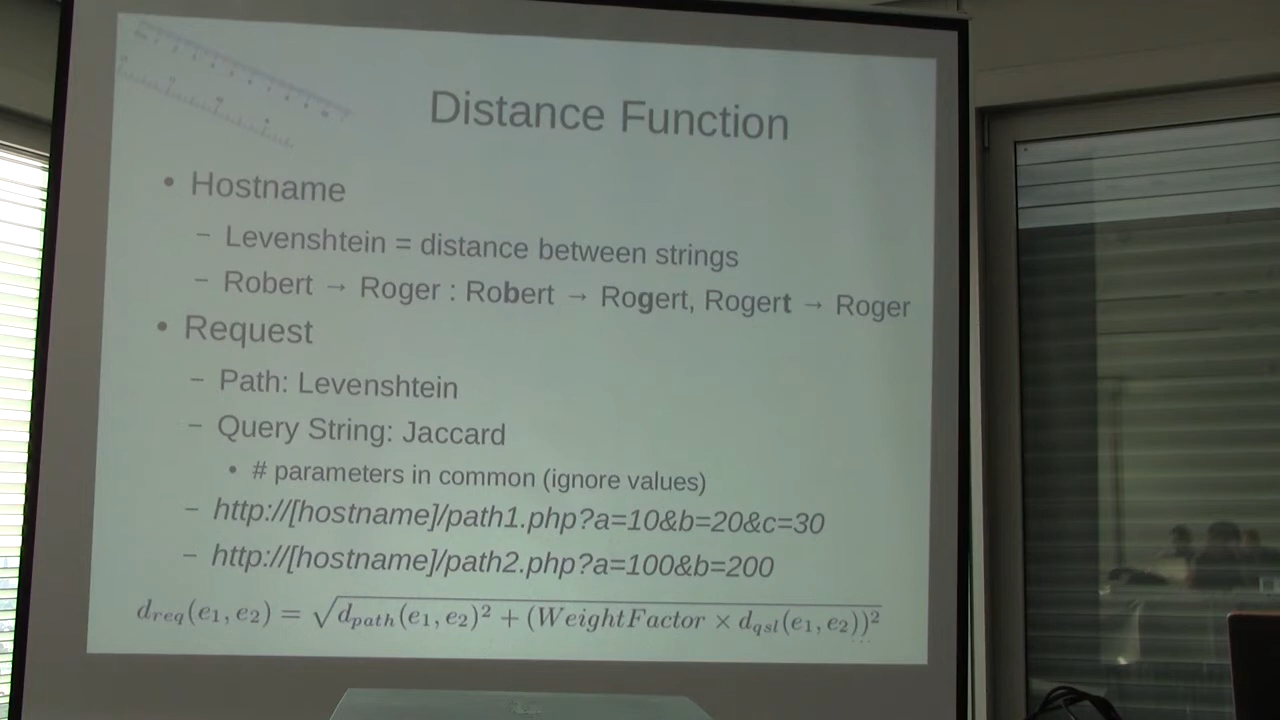 Distance Function
• Hostname
– Levenshtein = distance between strings
– Robert → Roger : Robert → Rogert, Rogert → Roger
• Request
– Path: Levenshtein
– Query String: Jaccard
• # parameters in common (ignore values)
– http://[hostname]/path1.php?a=10&b=20&c=30
– http://[hostname]/path2.php?a=100&b=200
d_req(e₁, e₂) = √(d_path(e₁, e₂)² + (WeightFactor × d_qsl(e₁, e₂))²)